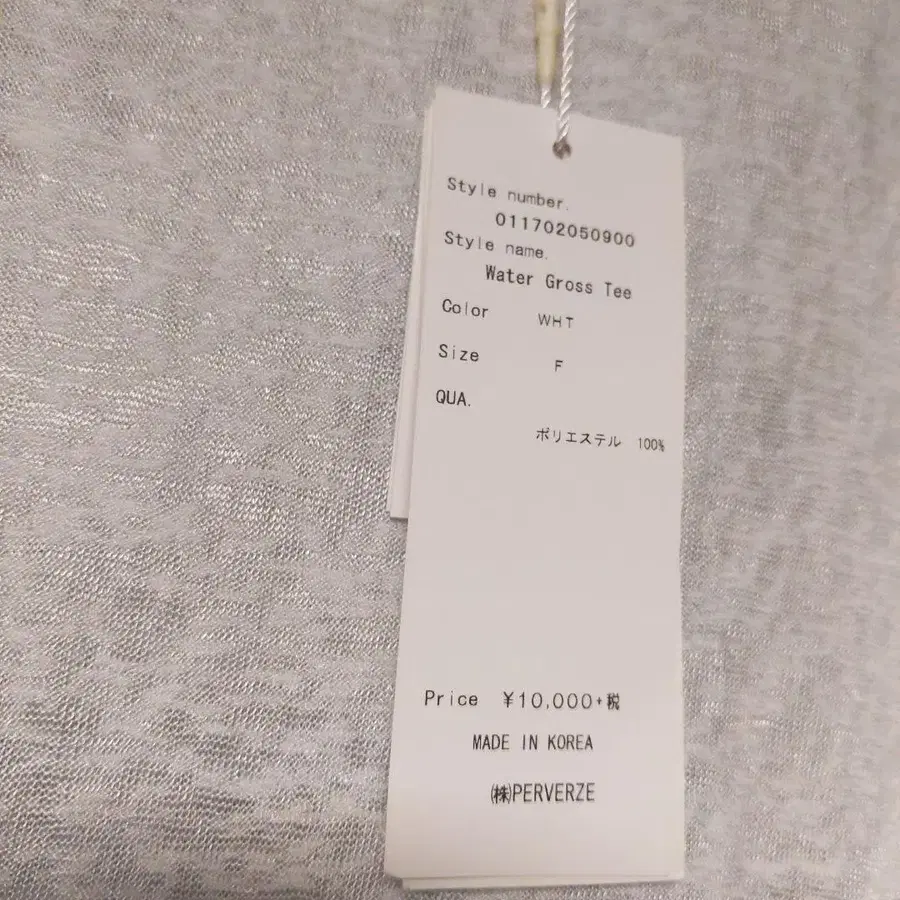 Style number.
011702050900
Style name.
Water Gross Tee
Color WHT
Size F
QUA.
ポリエステル 100%
Price ¥10,000+税
MADE IN KOREA
㈱PERVERZE